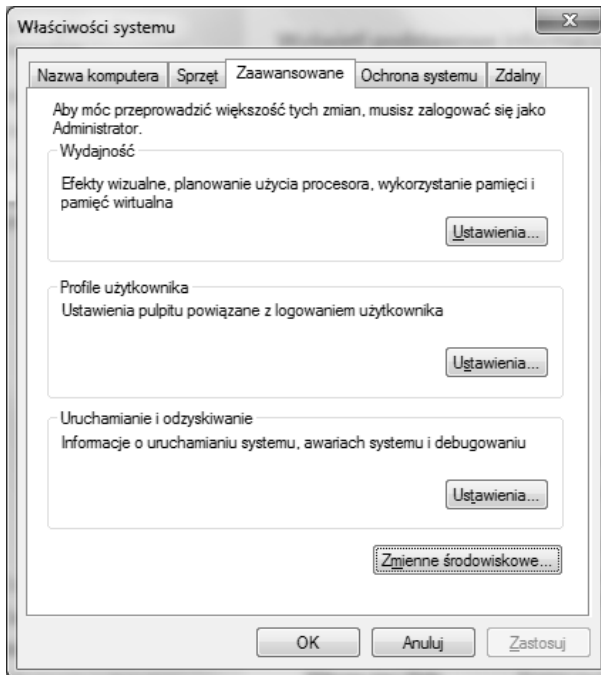 Właściwości systemu
Nazwa komputera Sprzęt Zaawansowane Ochrona systemu Zdalny
Aby móc przeprowadzić większość tych zmian, musisz zalogować się jako
Administrator.
Wydajność
Efekty wizualne, planowanie użycia procesora, wykorzystanie pamięci i
pamięć wirtualna
Ustawienia...
Profile użytkownika
Ustawienia pulpitu powiązane z logowaniem użytkownika
Ustawienia...
Uruchamianie i odzyskiwanie
Informacje o uruchamianiu systemu, awariach systemu i debugowaniu
Ustawienia...
Zmienne środowiskowe...
OK Anuluj Zastosuj